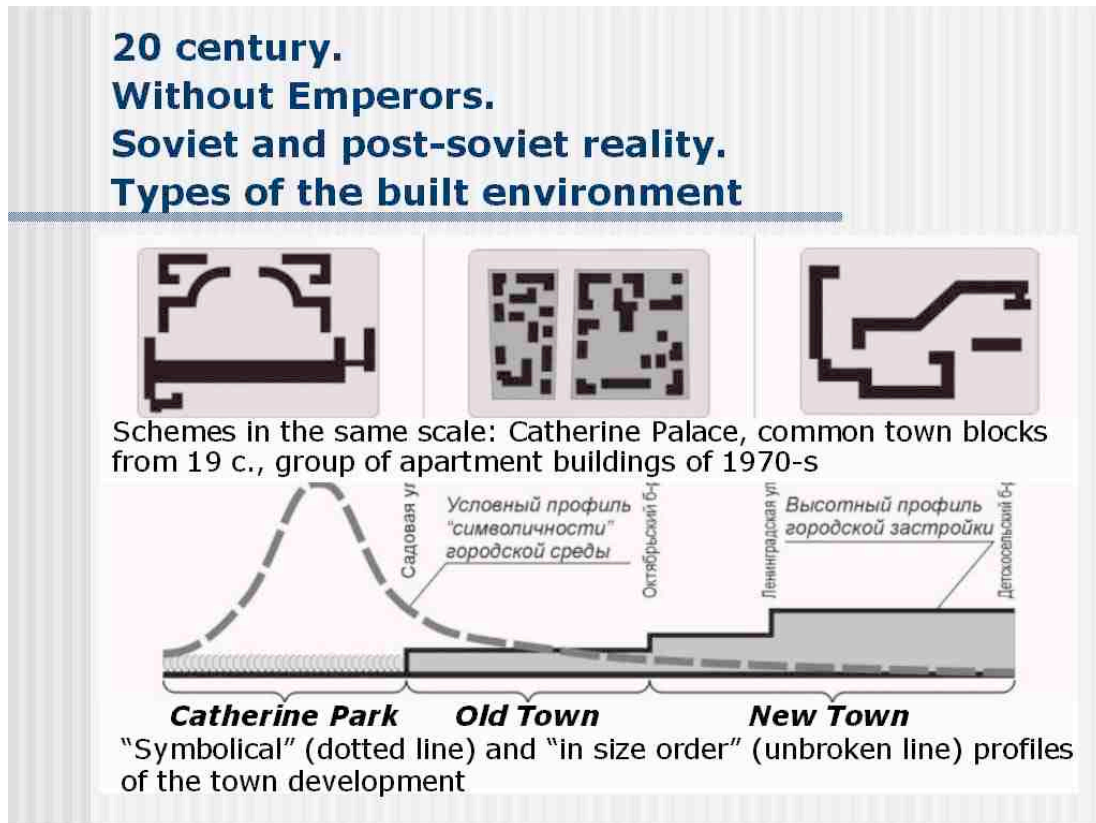 20 century.
Without Emperors.
Soviet and post-soviet reality.
Types of the built environment
Schemes in the same scale: Catherine Palace, common town blocks
from 19 c., group of apartment buildings of 1970-s
Садовая ул
Условный профиль
"символичности"
городской среды
Октябрьский б-р
Ленинградская ул
Высотный профиль
городской застройки
Детскосельский б-р
Catherine Park
Old Town
New Town
“Symbolical” (dotted line) and “in size order” (unbroken line) profiles
of the town development